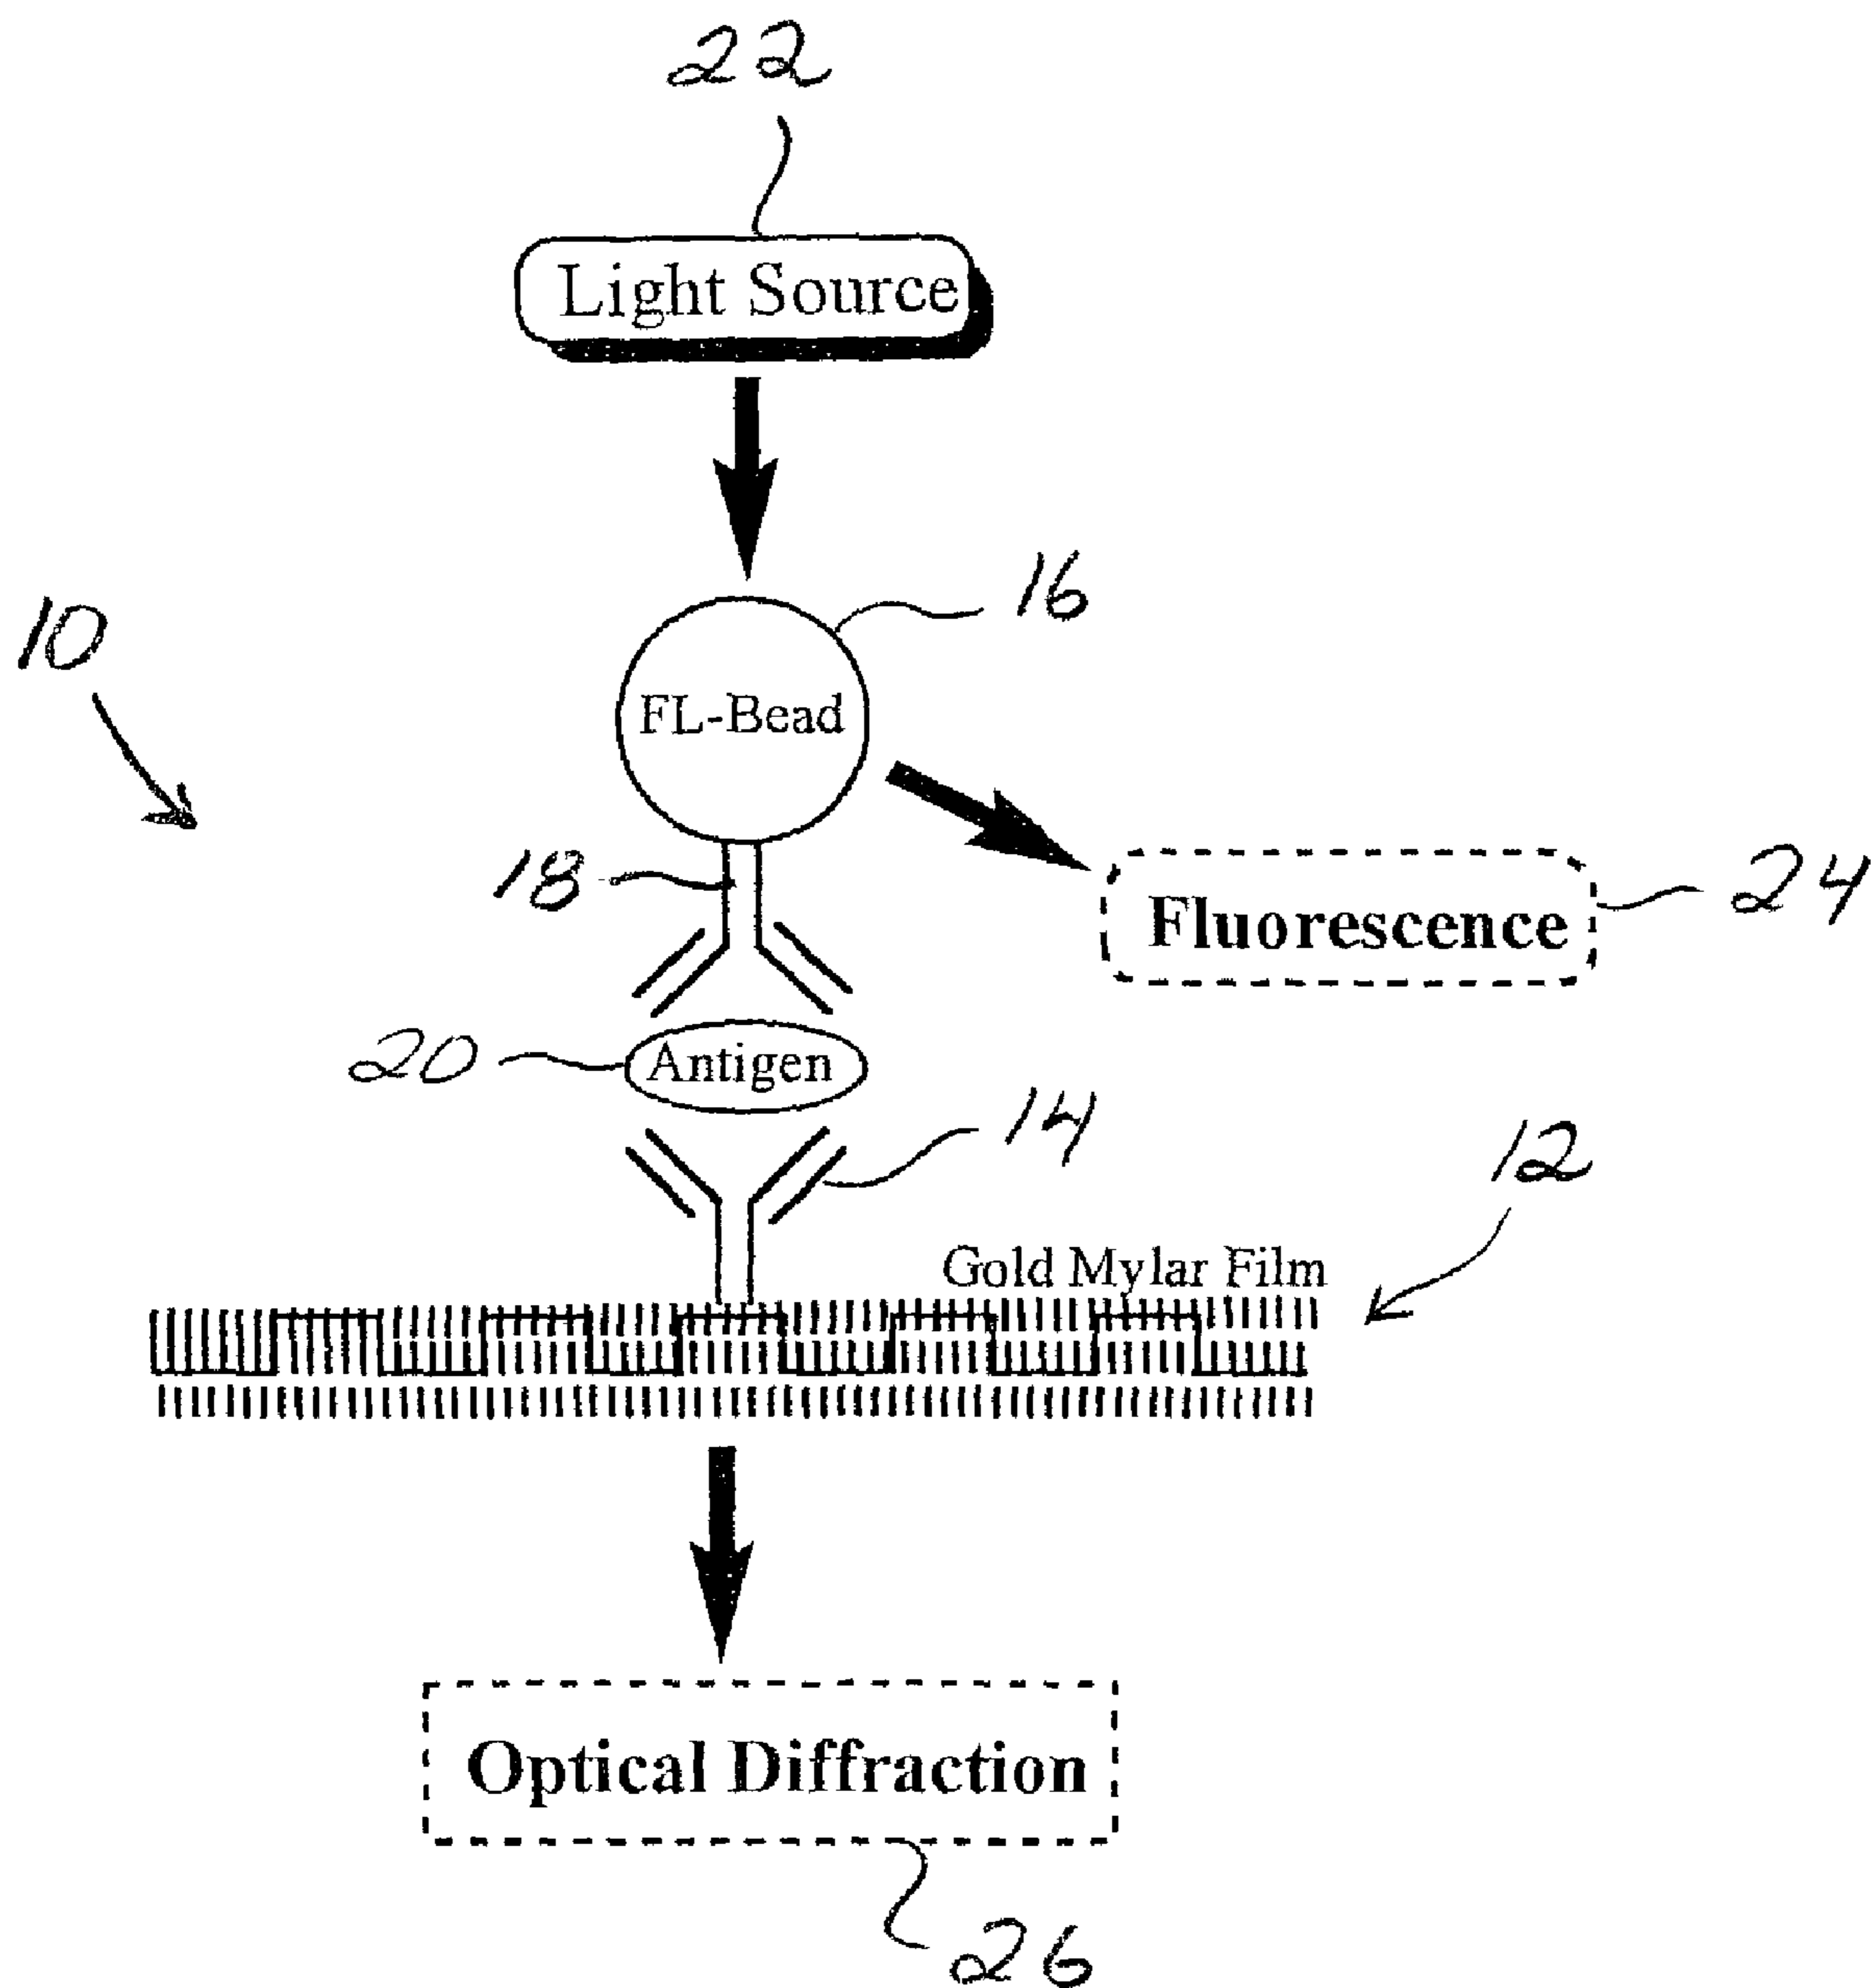 22
Light Source
16
10
FL-Bead
18
24
Fluorescence
20
Antigen
14
12
Gold Mylar Film
Optical Diffraction
26